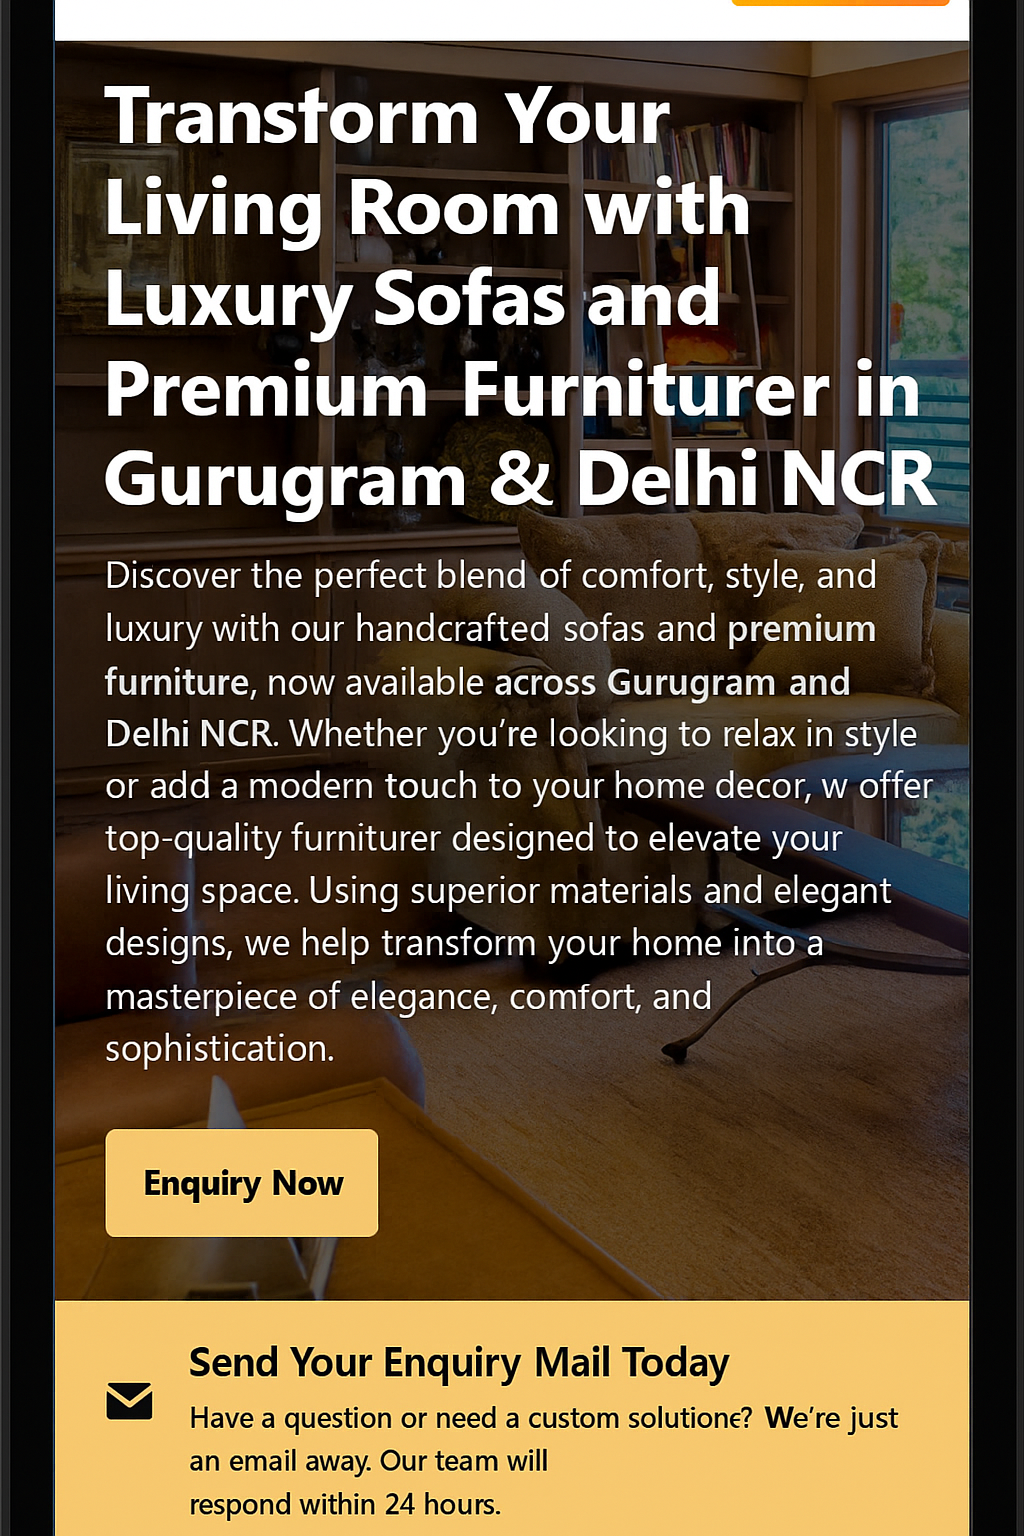 Transform Your
Living Room with
Luxury Sofas and
Premium Furniturer in
Gurugram & Delhi NCR
Discover the perfect blend of comfort, style, and
luxury with our handcrafted sofas and premium
furniture, now available across Gurugram and
Delhi NCR. Whether you’re looking to relax in style
or add a modern touch to your home decor, w offer
top-quality furniturer designed to elevate your
living space. Using superior materials and elegant
designs, we help transform your home into a
masterpiece of elegance, comfort, and
sophistication.
Enquiry Now
Send Your Enquiry Mail Today
Have a question or need a custom solutione? We’re just
an email away. Our team will
respond within 24 hours.